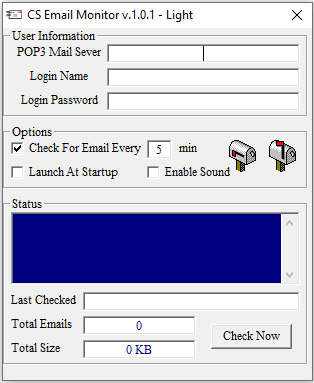 CS Email Monitor v.1.0.1 - Light
User Information
POP3 Mail Sever
Login Name
Login Password
Options
Check For Email Every 5 min
Launch At Startup Enable Sound
Status
Last Checked
Total Emails 0
Total Size 0 KB
Check Now